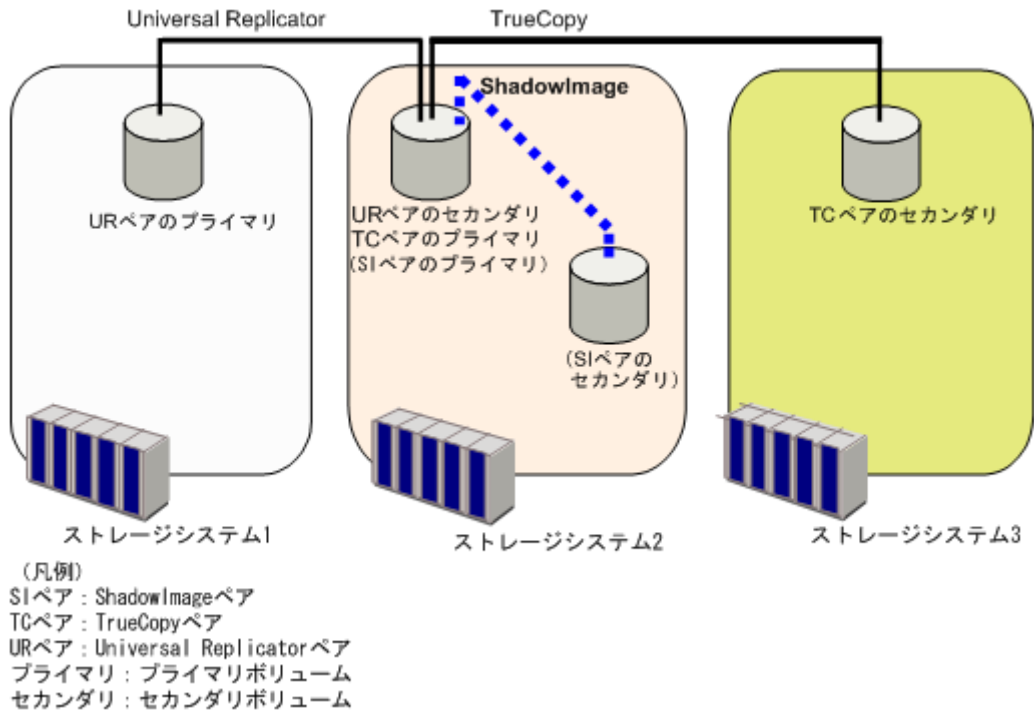 Universal Replicator
TrueCopy
ShadowImage
URペアのプライマリ
URペアのセカンダリ
TCペアのプライマリ
(SIペアのプライマリ)
TCペアのセカンダリ
(SIペアの
セカンダリ)
ストレージシステム1
ストレージシステム2
ストレージシステム3
(凡例)
SIペア：ShadowImageペア
TCペア：TrueCopyペア
URペア：Universal Replicatorペア
プライマリ：プライマリボリューム
セカンダリ：セカンダリボリューム